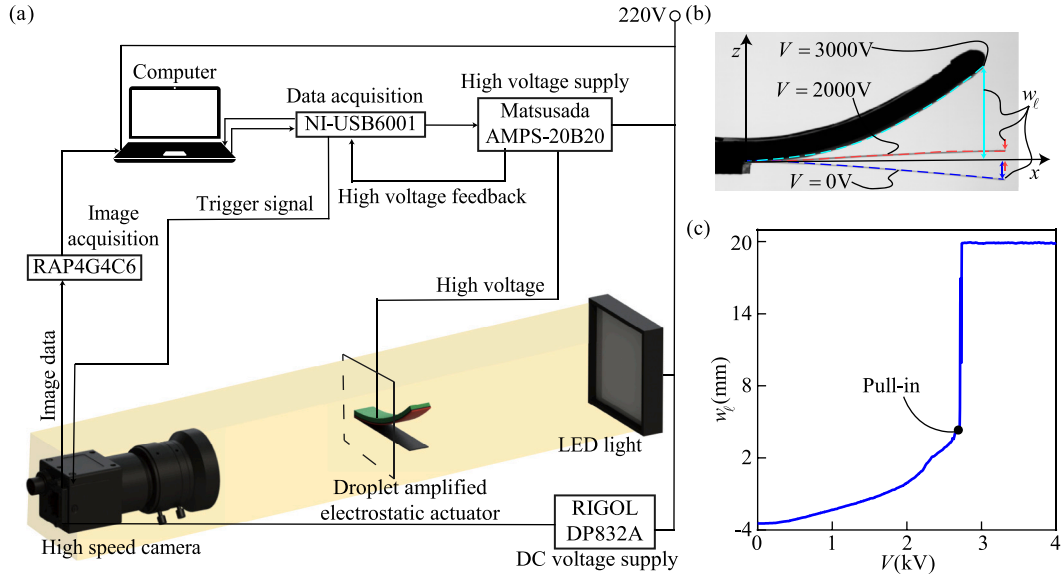 (a)
220V
Computer
Data acquisition
NI-USB6001
High voltage supply
Matsusada
AMPS-20B20
High voltage feedback
Trigger signal
Image
acquisition
RAP4G4C6
High voltage
Image data
LED light
Droplet amplified
electrostatic actuator
RIGOL
DP832A
High speed camera
DC voltage supply
(b)
z
V = 3000V
V = 2000V
wℓ
x
V = 0V
(c)
20
14
8
2
-4
wℓ(mm)
Pull-in
0 1 2 3 4
V(kV)